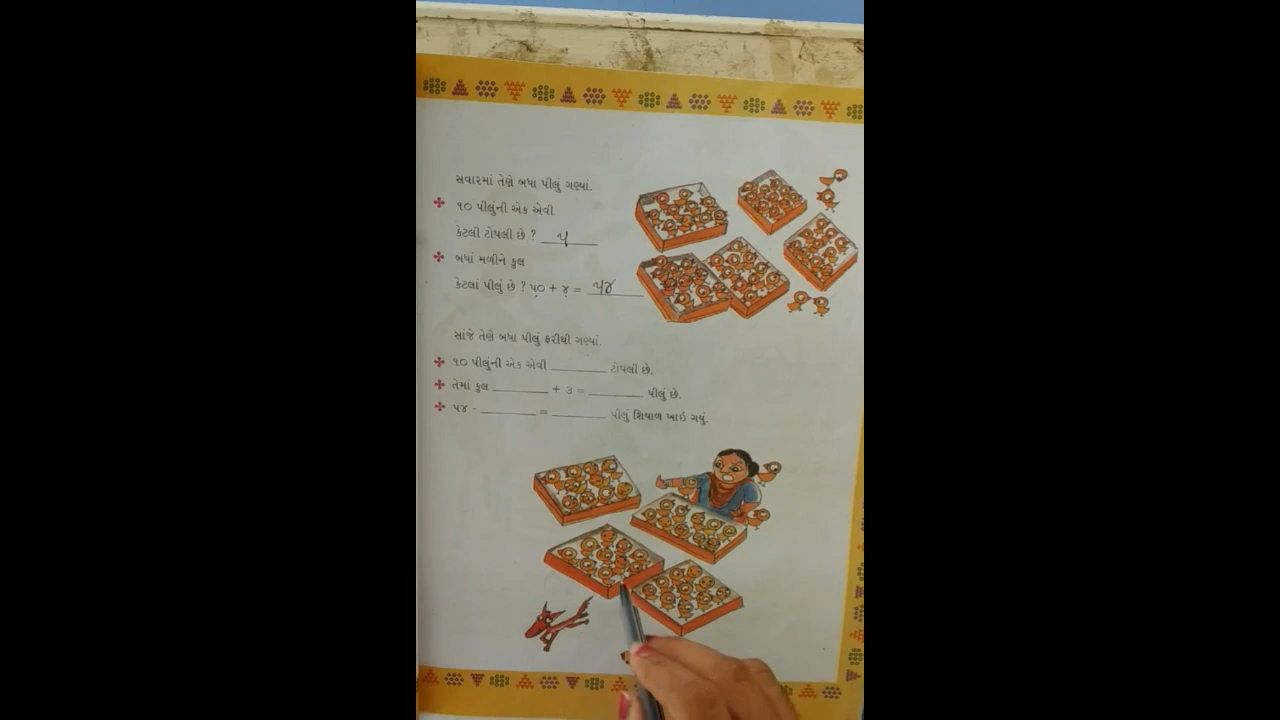 સવારમાં તેણે બધા પીલું ગણ્યાં.
૧૦ પીલુંની એક એવી
કેટલી ટોપલી છે ? ૫
બધાં મળીને કુલ
કેટલાં પીલું છે ? ૫૦ + ૪ = ૫૪
સાંજે તેણે બધા પીલું ફરીથી ગણ્યાં.
૧૦ પીલુંની એક એવી ________ ટોપલી છે.
તેમાં કુલ ________ + ૩ = ________ પીલું છે.
૫૪ - ________ = ________ પીલું શિયાળ ખાઇ ગયું.